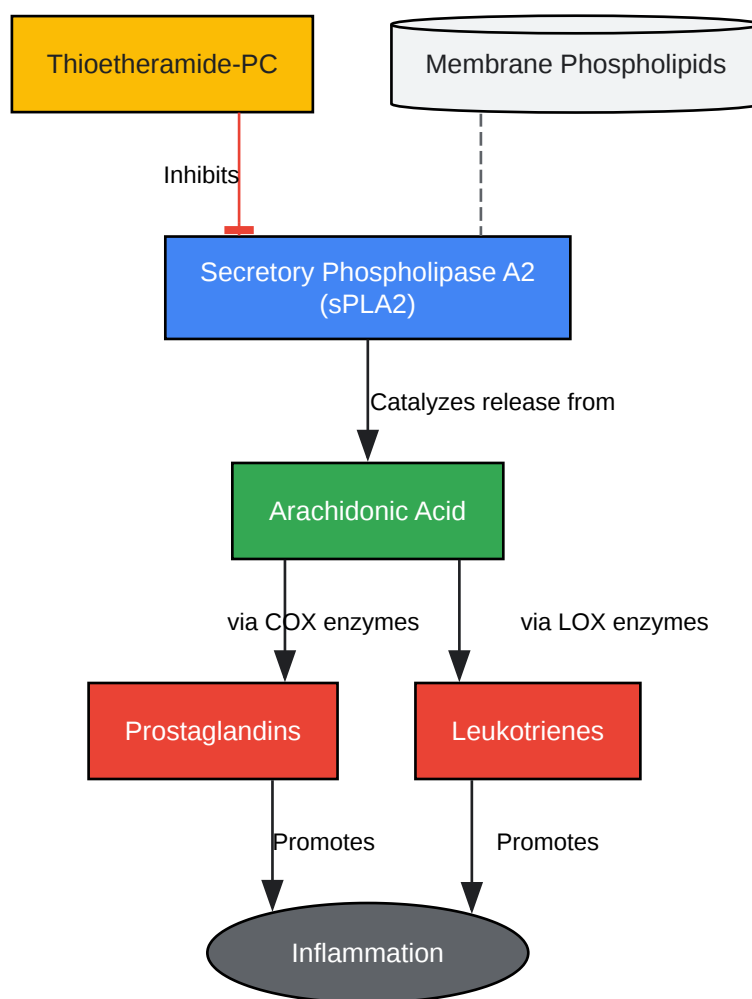 Thioetheramide-PC
Membrane Phospholipids
Inhibits
Secretory Phospholipase A2
(sPLA2)
Catalyzes release from
Arachidonic Acid
via COX enzymes
via LOX enzymes
Prostaglandins
Leukotrienes
Promotes
Promotes
Inflammation